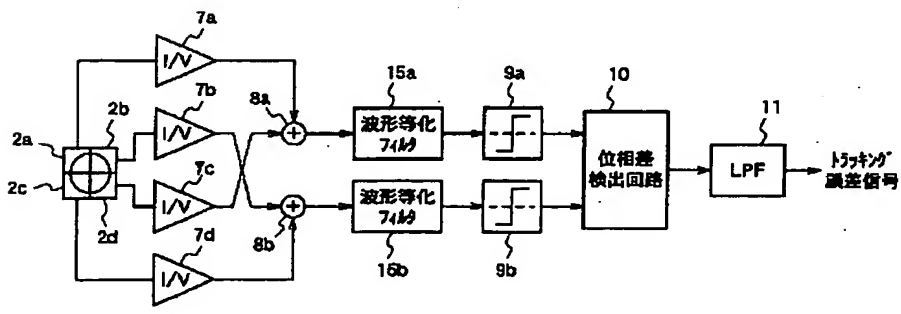 7a
I/V
7b
I/V
2a
2b
2c
2d
7c
I/V
7d
I/V
8a
8b
15a
波形等化
フィルタ
波形等化
フィルタ
15b
9a
9b
10
位相差
検出回路
11
LPF
トラッキング
誤差信号